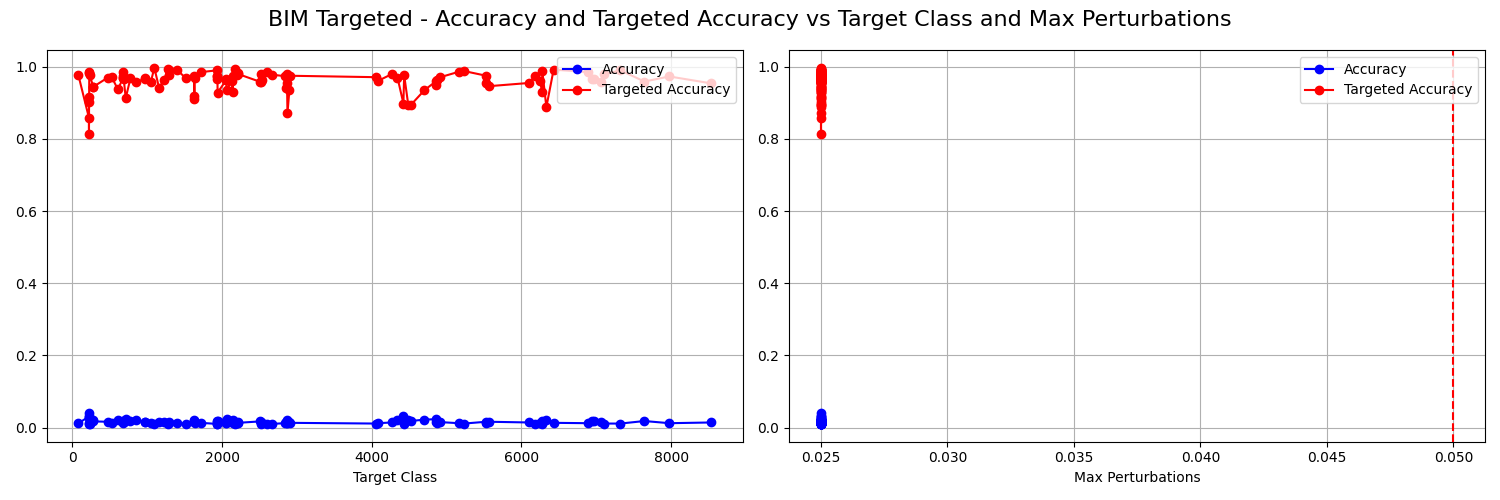 BIM Targeted - Accuracy and Targeted Accuracy vs Target Class and Max Perturbations
1.0
0.8
0.6
0.4
0.2
0.0
0 2000 4000 6000 8000
Target Class
Accuracy
Targeted Accuracy
1.0
0.8
0.6
0.4
0.2
0.0
0.025 0.030 0.035 0.040 0.045 0.050
Max Perturbations
Accuracy
Targeted Accuracy